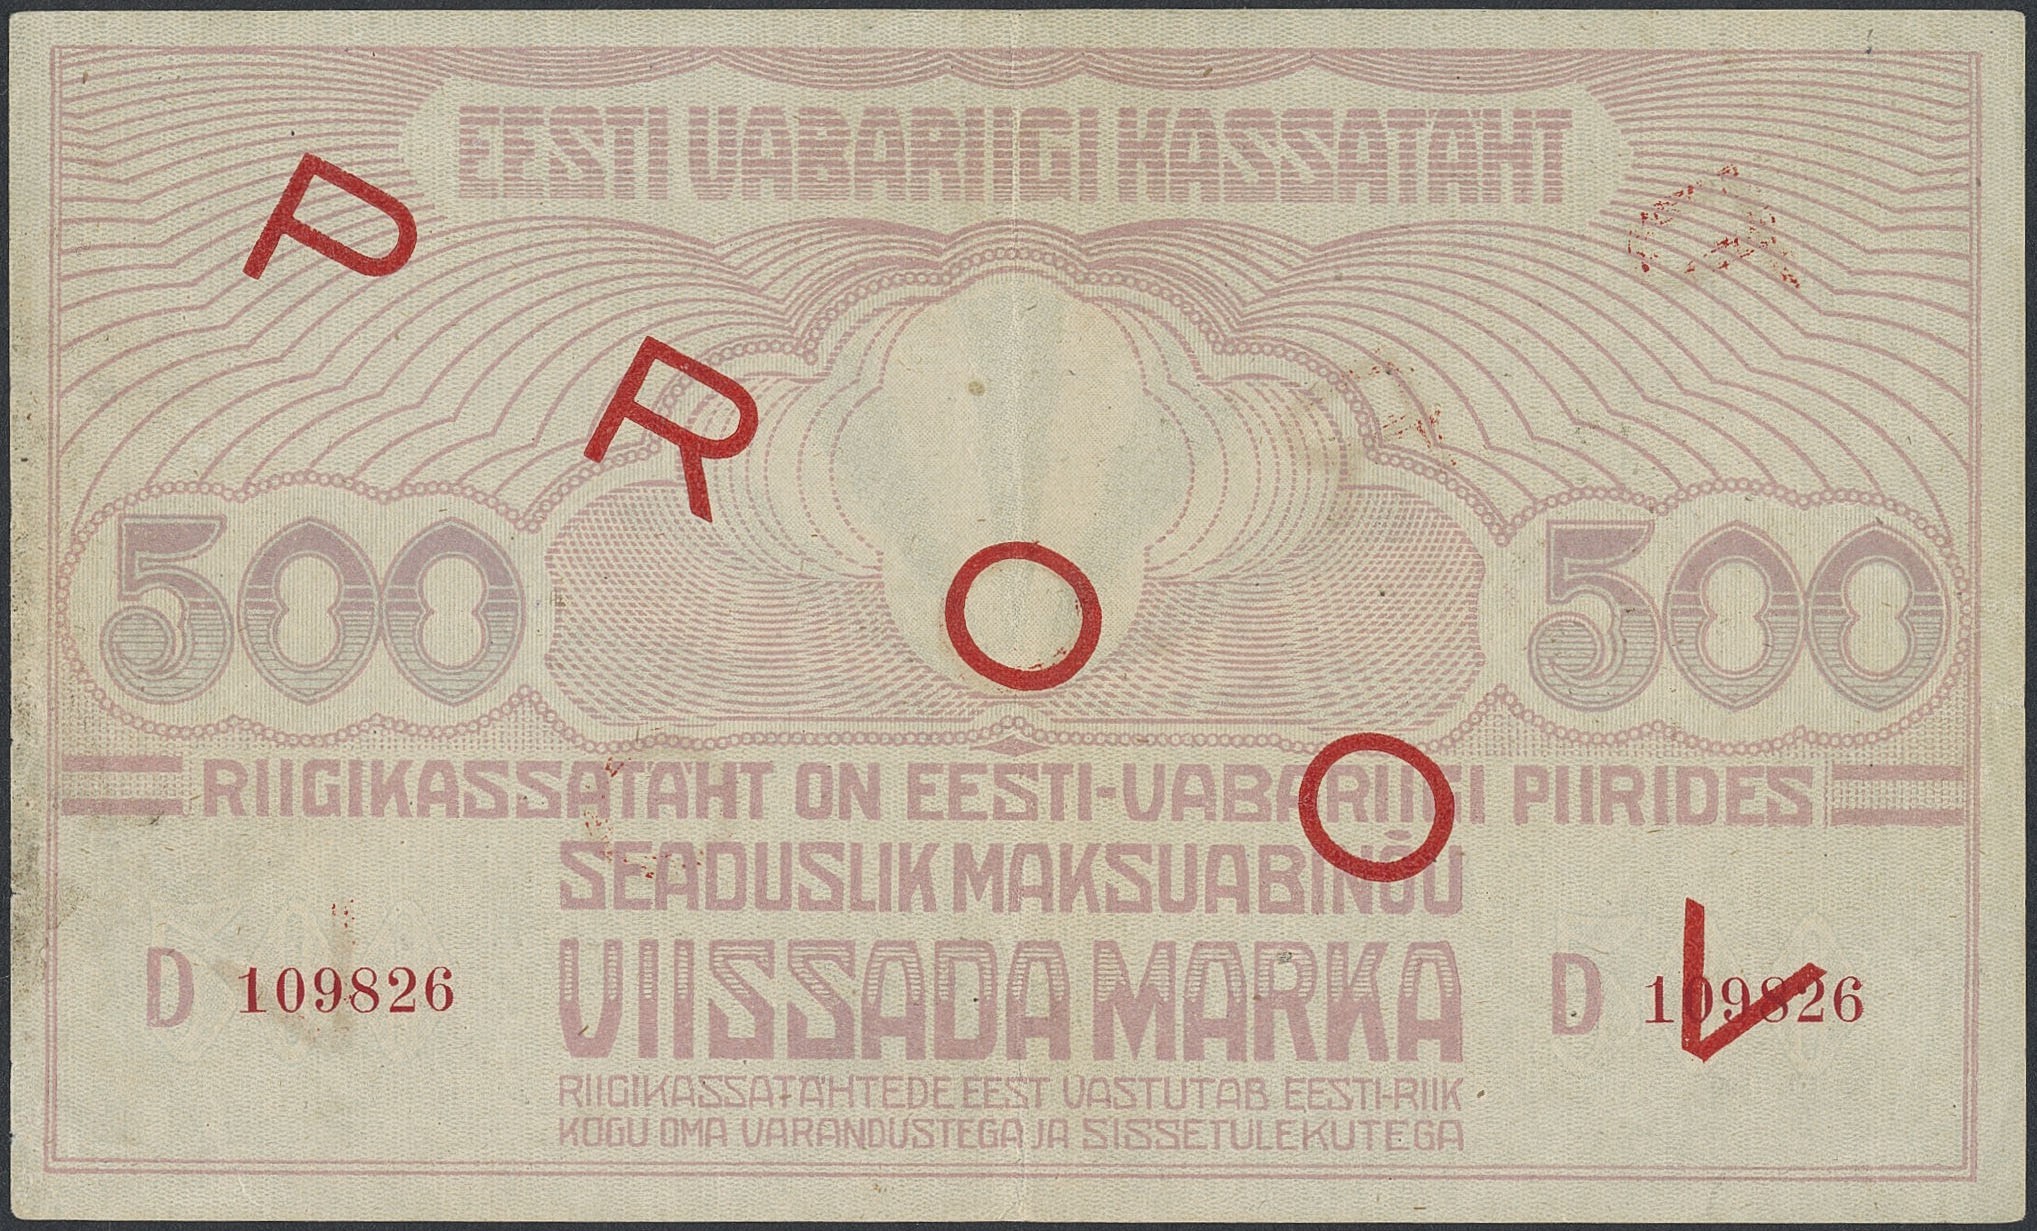 EESTI VABARIIGI KASSATÄHT
500 500
RIIGIKASSATÄHT ON EESTI-VABARIIGI PIIRIDES
SEADUSLIK MAKSUABINÕU
VIISSADA MARKA
D 109826 D 109826
RIIGIKASSATÄHTEDE EEST VASTUTAB EESTI-RIIK
KOGU OMA VARANDUSTEGA JA SISSETULEKUTEGA
PROOV